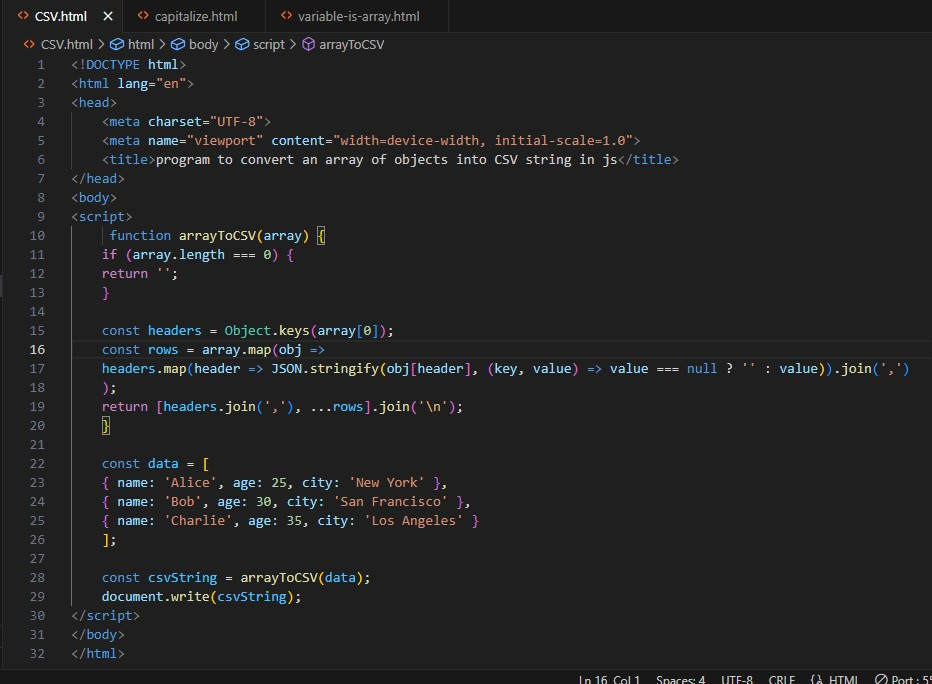 CSV.html × capitalize.html variable-is-array.html
CSV.html > html > body > script > arrayToCSV
1 <!DOCTYPE html>
2 <html lang="en">
3 <head>
4 <meta charset="UTF-8">
5 <meta name="viewport" content="width=device-width, initial-scale=1.0">
6 <title>program to convert an array of objects into CSV string in js</title>
7 </head>
8 <body>
9 <script>
10 function arrayToCSV(array) {
11 if (array.length === 0) {
12 return '';
13 }
14
15 const headers = Object.keys(array[0]);
16 const rows = array.map(obj =>
17 headers.map(header => JSON.stringify(obj[header], (key, value) => value === null ? '' : value)).join(',')
18 );
19 return [headers.join(','), ...rows].join('\n');
20 }
21
22 const data = [
23 { name: 'Alice', age: 25, city: 'New York' },
24 { name: 'Bob', age: 30, city: 'San Francisco' },
25 { name: 'Charlie', age: 35, city: 'Los Angeles' }
26 ];
27
28 const csvString = arrayToCSV(data);
29 document.write(csvString);
30 </script>
31 </body>
32 </html>
Ln 16, Col 1 Spaces: 4 UTF-8 CRLF {} HTML Port : 55